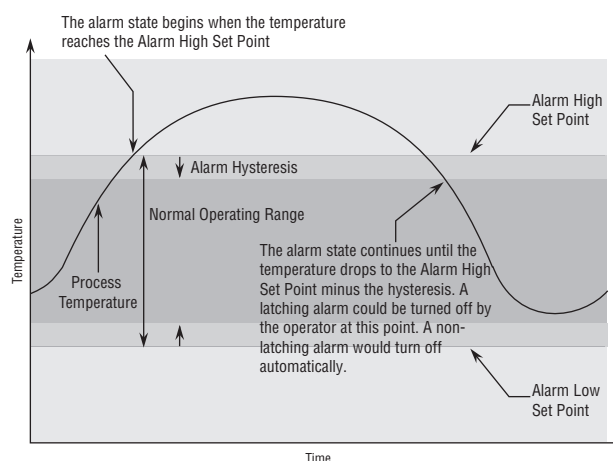 The alarm state begins when the temperature
reaches the Alarm High Set Point
Alarm High
Set Point
Alarm Hysteresis
Normal Operating Range
Temperature
Process
Temperature
The alarm state continues until the
temperature drops to the Alarm High
Set Point minus the hysteresis. A
latching alarm could be turned off by
the operator at this point. A non-
latching alarm would turn off
automatically.
Alarm Low
Set Point
Time